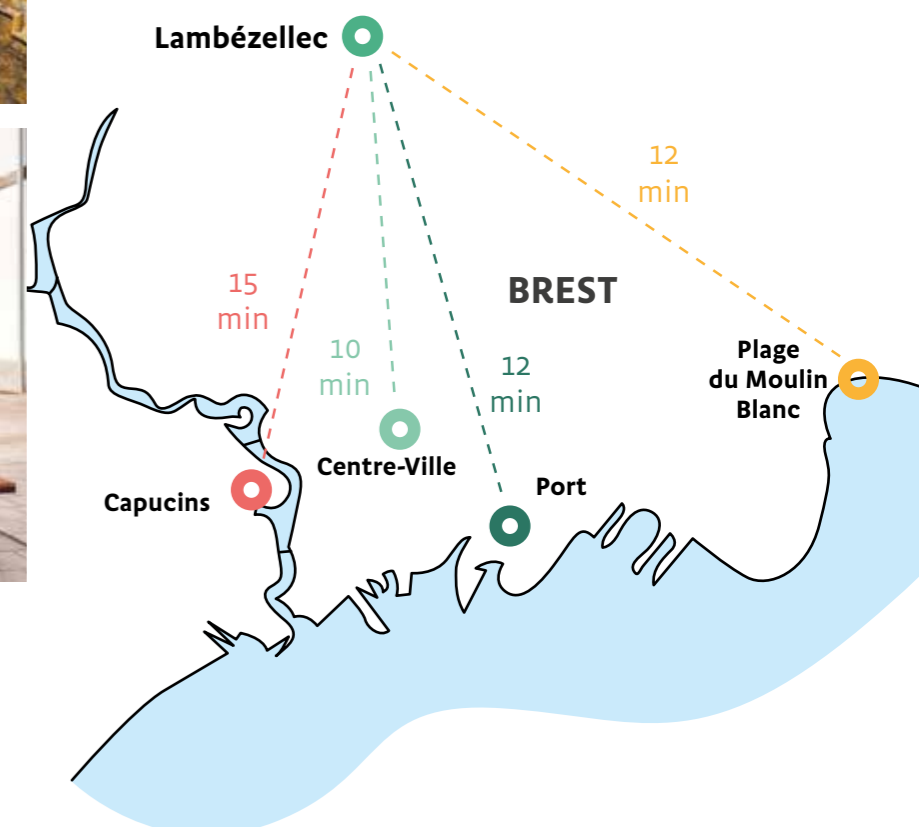 Lambézellec
12
min
15
min
BREST
10
min
12
min
Plage
du Moulin
Blanc
Centre-Ville
Capucins
Port